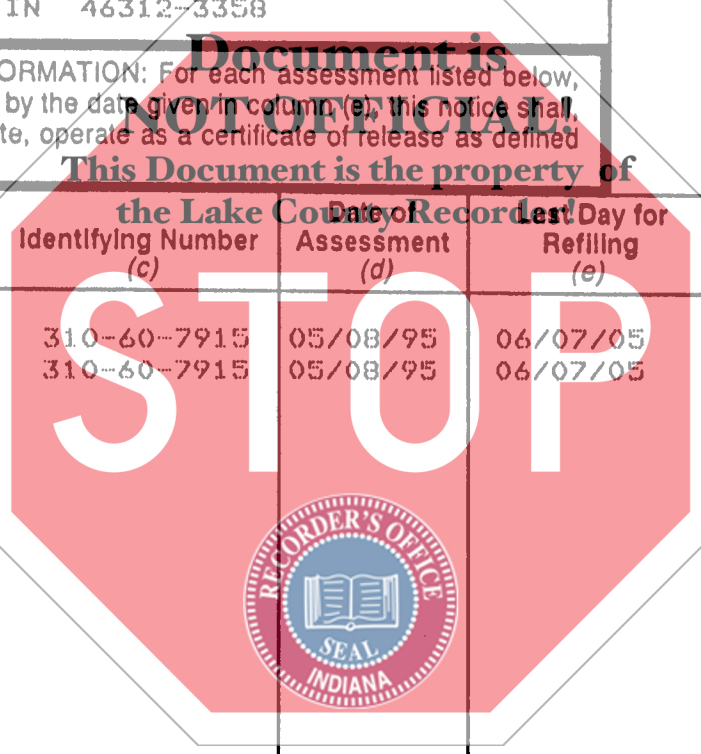 IN 46312-3358
Document is
ORMATION: For each assessment listed below,
by the date given in column (e), this notice shall,
NOT OFFICIAL!
te, operate as a certificate of release as defined
This Document is the property of
the Lake County Recorder!
Identifying Number
(c)
Date of
Assessment
(d)
Last Day for
Refiling
(e)
310-60-7915 05/08/95 06/07/05
310-60-7915 05/08/95 06/07/05
STOP
RECORDER'S OFFICE
SEAL
INDIANA